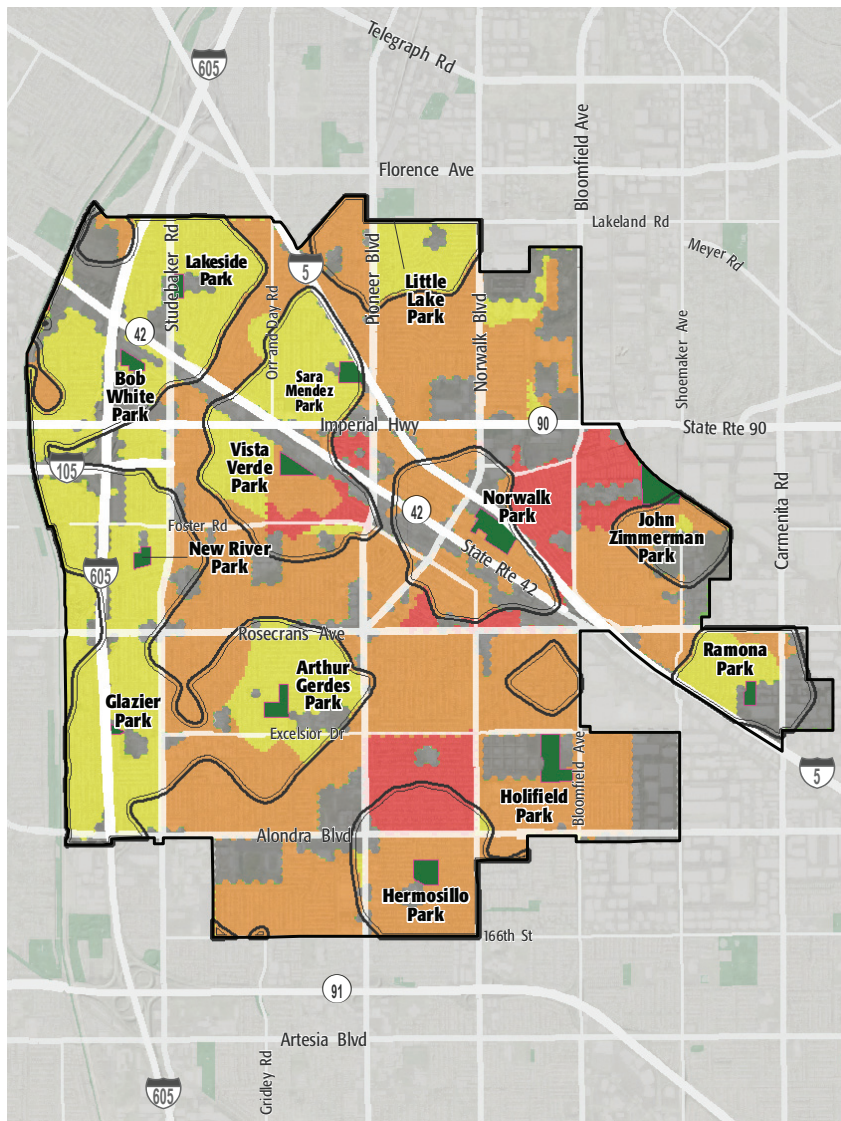 Telegraph Rd
605
Bloomfield Ave
Florence Ave
Lakeland Rd
Meyer Rd
Studebaker Rd
Lakeside
Park
5
Pioneer Blvd
Little
Lake
Park
Orr and Day Rd
Norwalk Blvd
Shoemaker Ave
42
Bob
White
Park
Sara
Mendez
Park
Imperial Hwy
90
State Rte 90
105
Vista
Verde
Park
Norwalk
Park
42
Carmenita Rd
Foster Rd
John
Zimmerman
Park
New River
Park
605
State Rte 42
Rosecrans Ave
Ramona
Park
Arthur
Gerdes
Park
Glazier
Park
Excelsior Dr
Bloomfield Ave
5
Holifield
Park
Alondra Blvd
Hermosillo
Park
166th St
91
Artesia Blvd
Gridley Rd
605